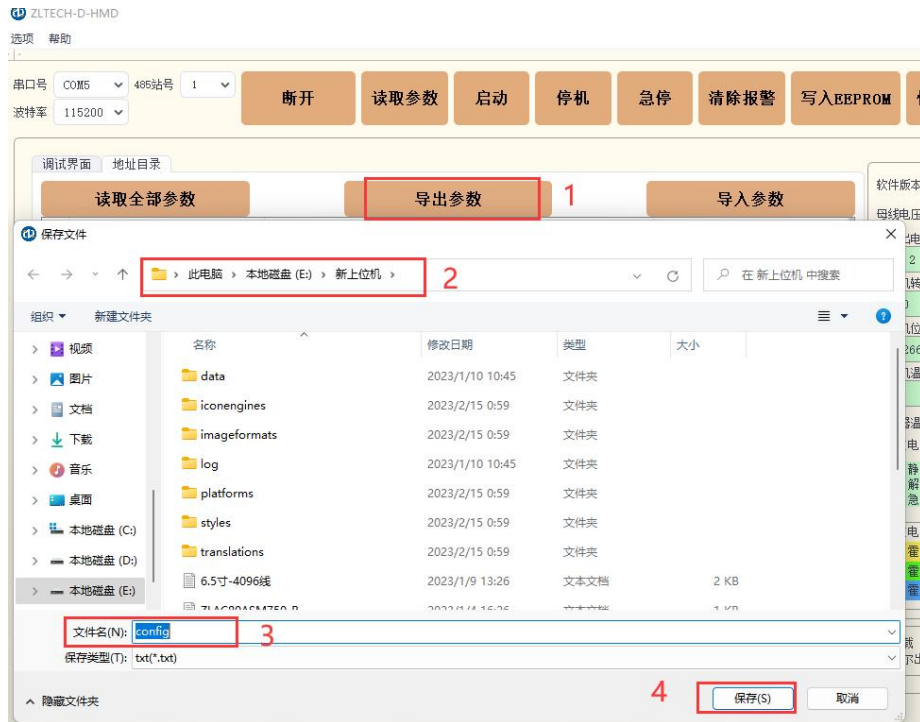 ZLTECH-D-HMD
选项 帮助
串口号 COM5 485站号 1
波特率 115200
断开 读取参数 启动 停机 急停 清除报警 写入EEPROM
调试界面 地址目录
读取全部参数 导出参数 1 导入参数
软件版本
母线电压
保存文件
此电脑 › 本地磁盘 (E:) › 新上位机 › 2 在 新上位机 中搜索
组织 新建文件夹
名称 修改日期 类型 大小
视频
图片
文档
下载
音乐
桌面
本地磁盘 (C:)
本地磁盘 (D:)
本地磁盘 (E:)
data 2023/1/10 10:45 文件夹
iconengines 2023/2/15 0:59 文件夹
imageformats 2023/2/15 0:59 文件夹
log 2023/1/10 10:45 文件夹
platforms 2023/2/15 0:59 文件夹
styles 2023/2/15 0:59 文件夹
translations 2023/2/15 0:59 文件夹
6.5寸-4096线 2023/1/9 13:26 文本文档 2 KB
文件名(N): config 3
保存类型(T): txt(*.txt)
隐藏文件夹 4 保存(S) 取消